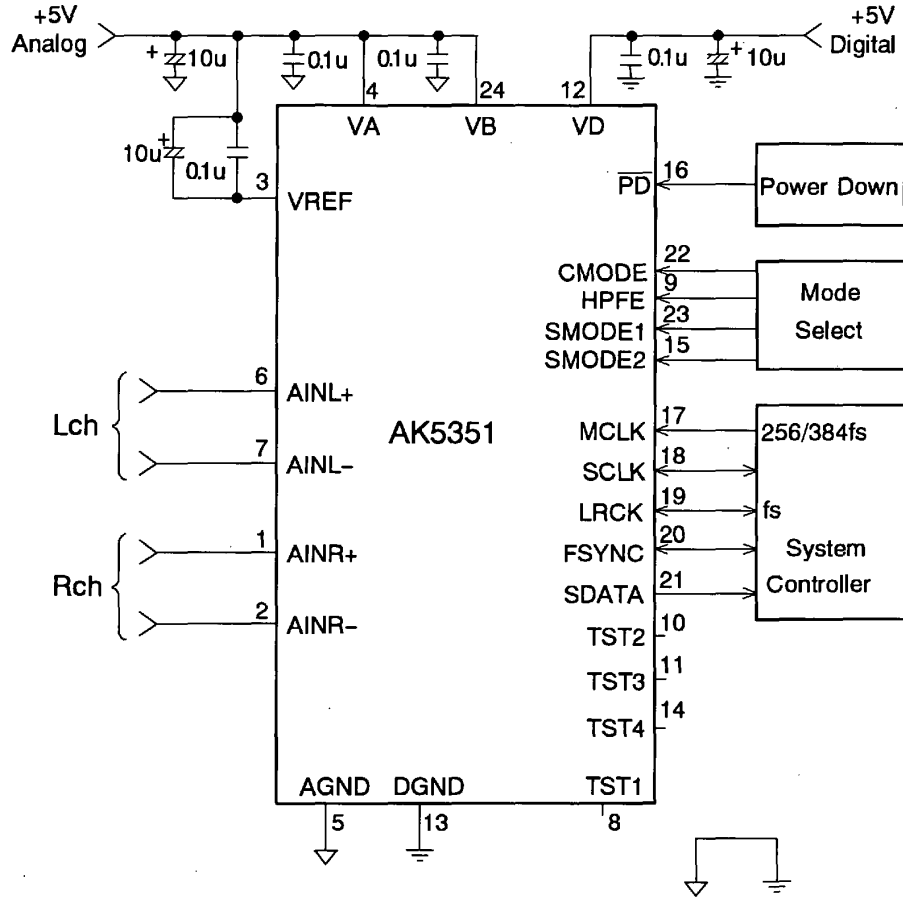 +5V
Analog
+5V
Digital
+
10u
0.1u
0.1u
0.1u
+
10u
4
24
12
VA
VB
VD
+
10u
0.1u
3
VREF
PD
16
Power Down
CMODE
22
HPFE
9
SMODE1
23
SMODE2
15
Mode
Select
Lch
6
AINL+
7
AINL−
AK5351
Rch
1
AINR+
2
AINR−
MCLK
17
256/384fs
SCLK
18
LRCK
19
fs
FSYNC
20
SDATA
21
System
Controller
TST2
10
TST3
11
TST4
14
AGND
DGND
TST1
5
13
8